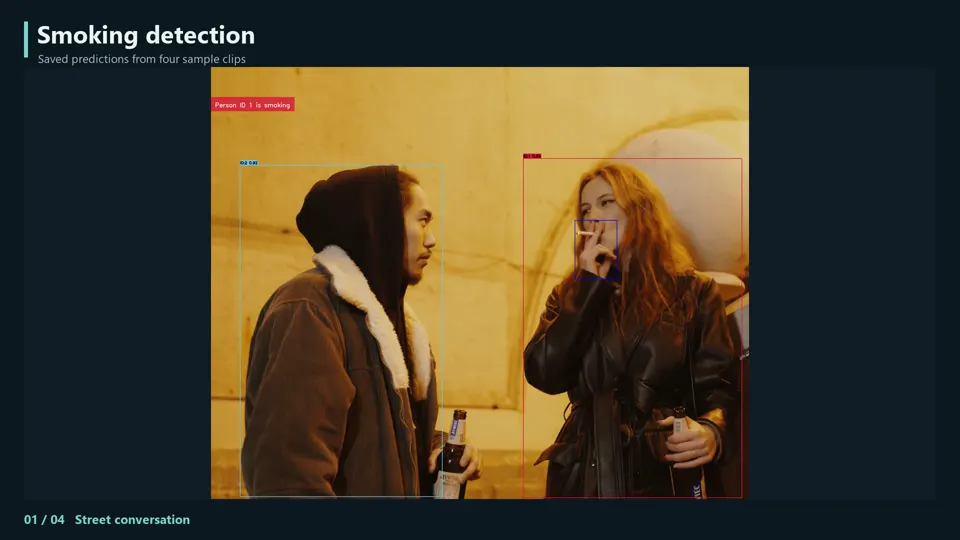 Smoking detection
Saved predictions from four sample clips
Person ID 1 is smoking
01 / 04 Street conversation